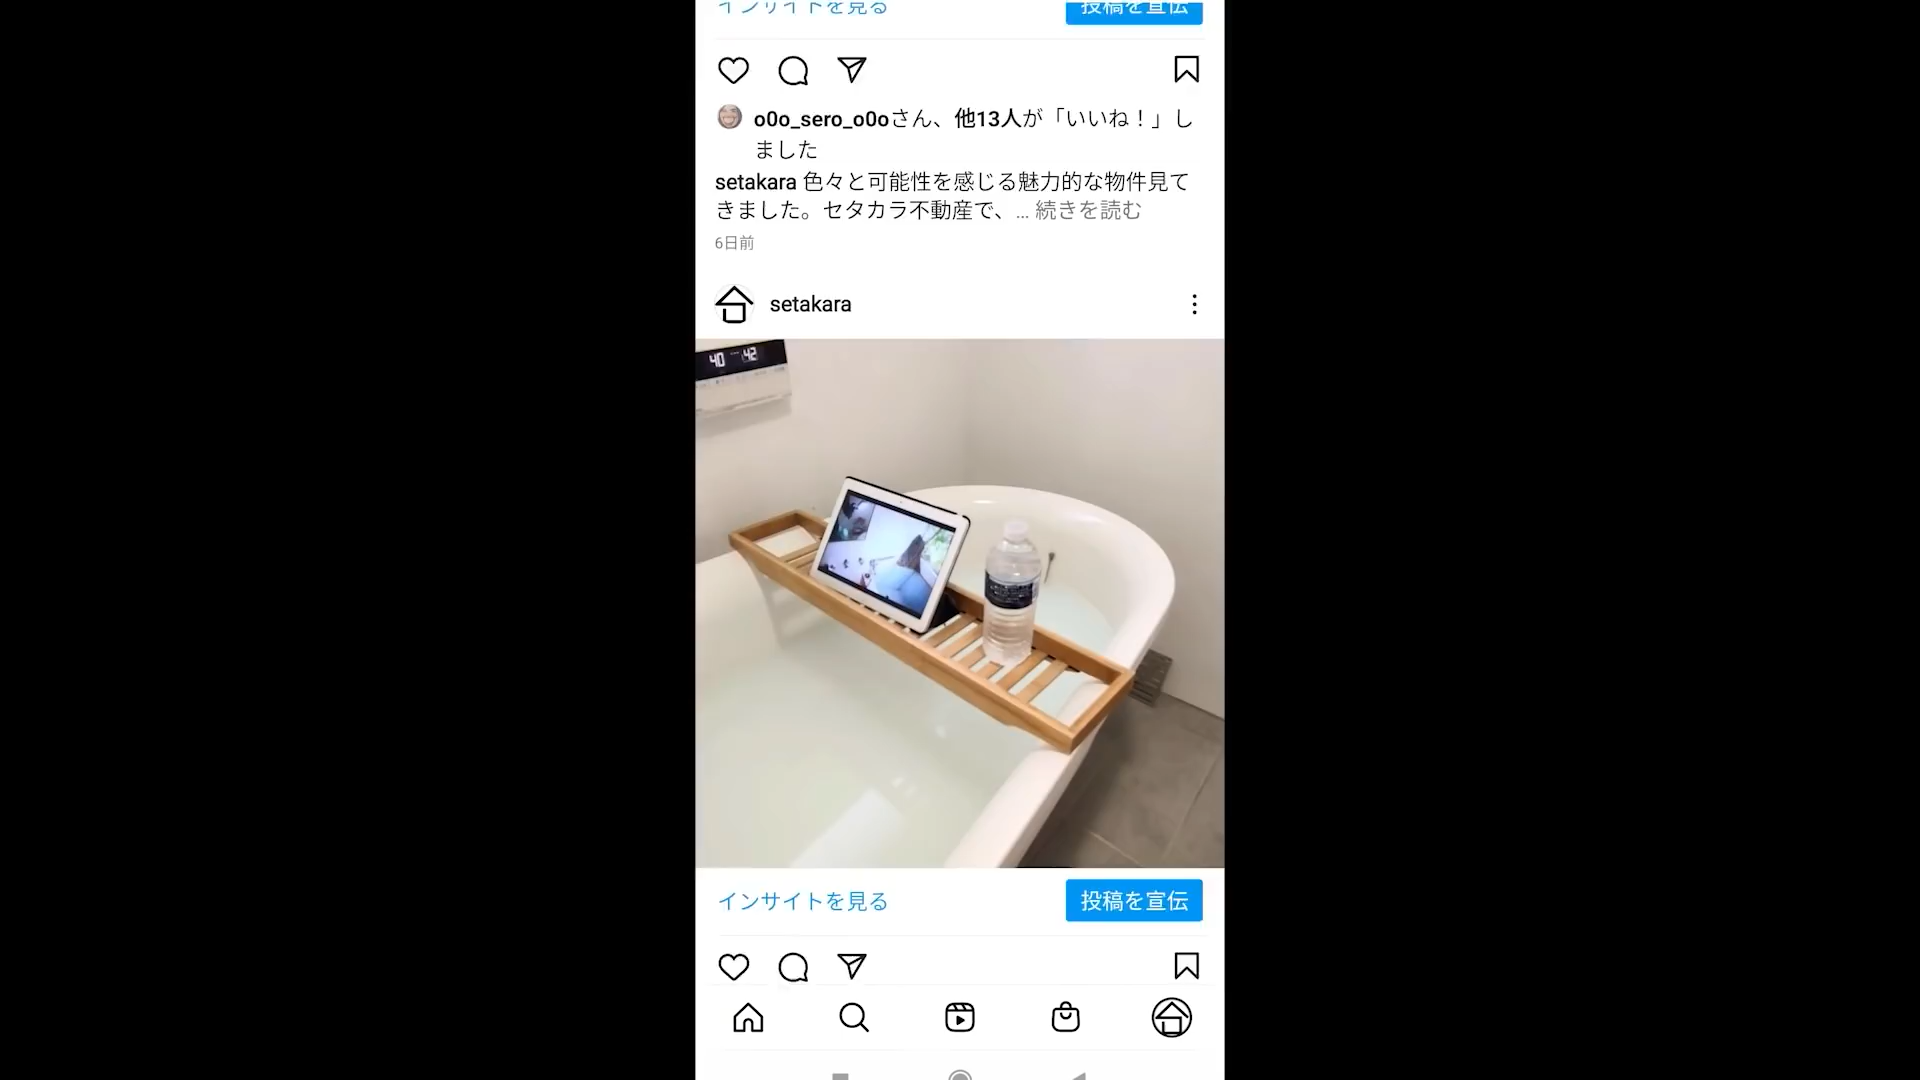 インサイトを見る
投稿を宣伝
o0o_sero_o0oさん、他13人が「いいね！」し
ました
setakara 色々と可能性を感じる魅力的な物件見て
きました。セタカラ不動産で、... 続きを読む
6日前
setakara
40 42
インサイトを見る
投稿を宣伝